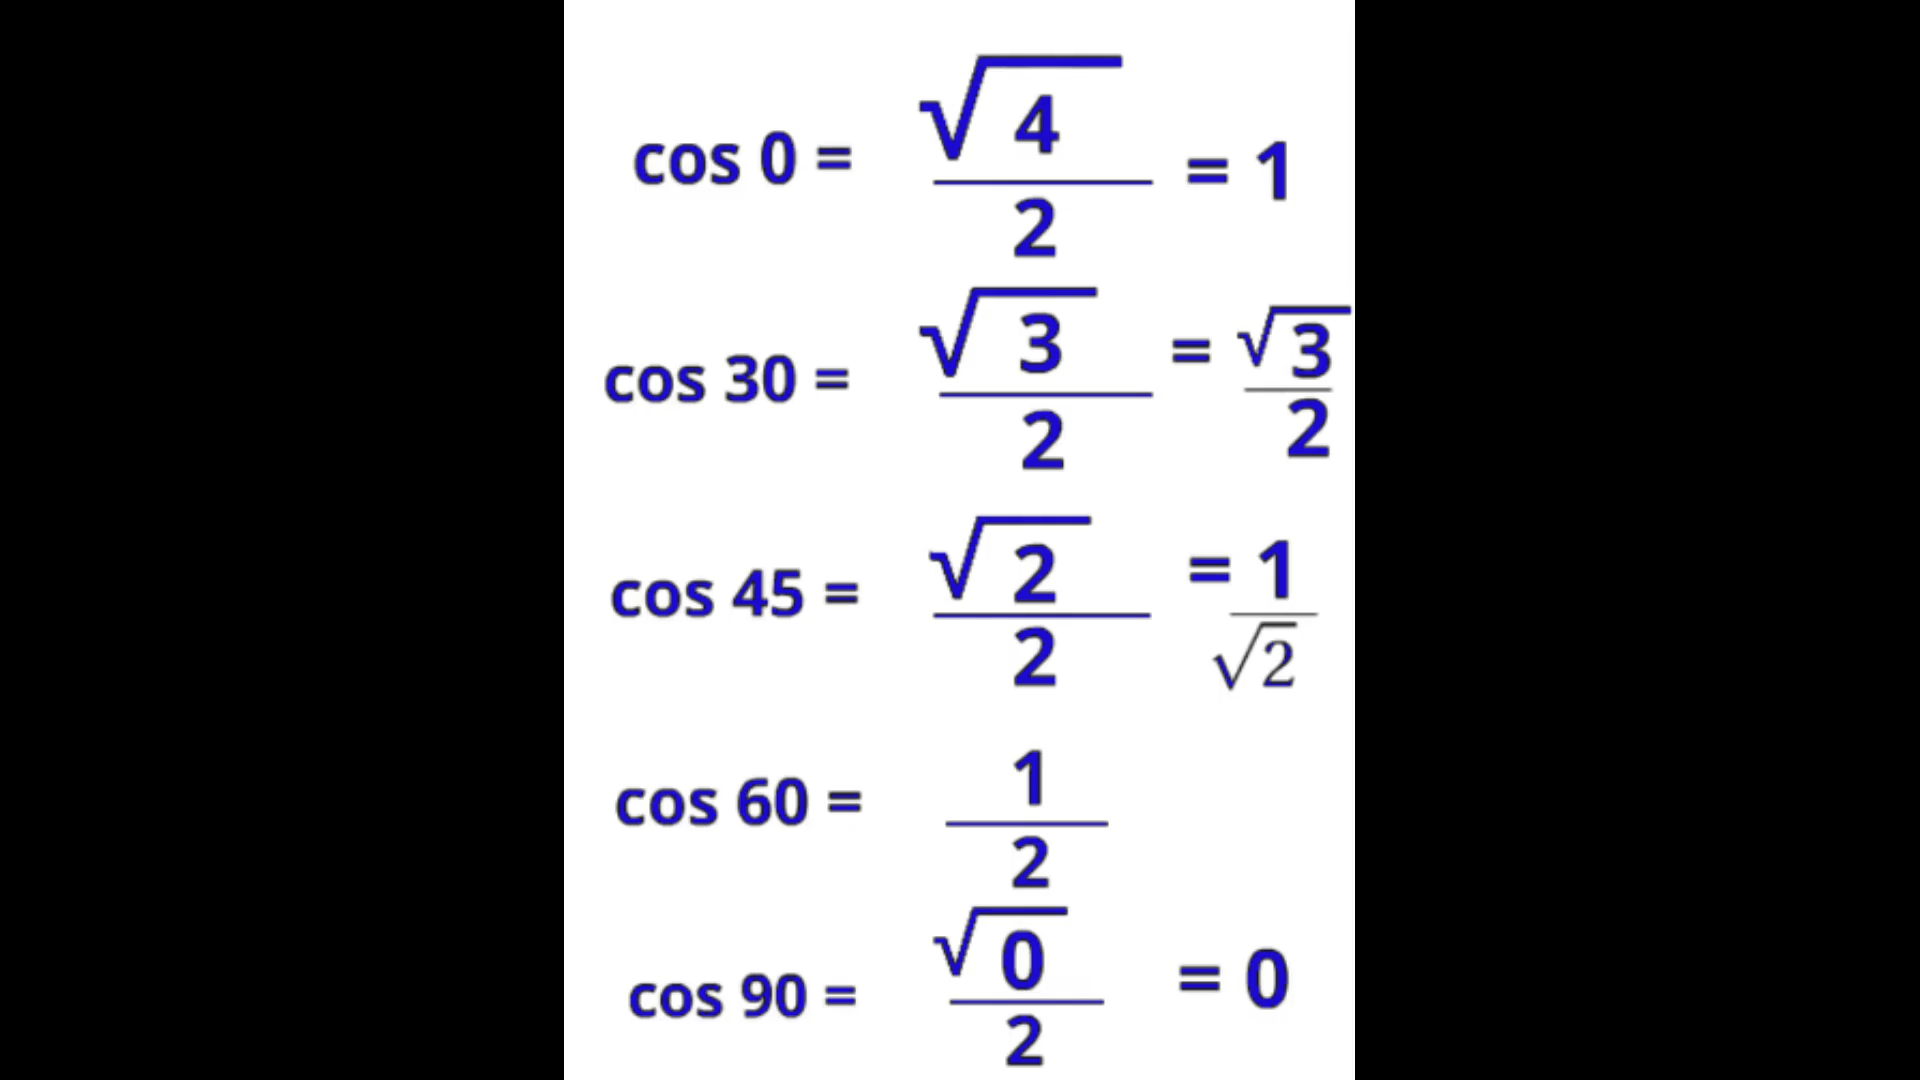 cos 0 = √4/2 = 1
cos 30 = √3/2 = √3/2
cos 45 = √2/2 = 1/√2
cos 60 = 1/2
cos 90 = √0/2 = 0